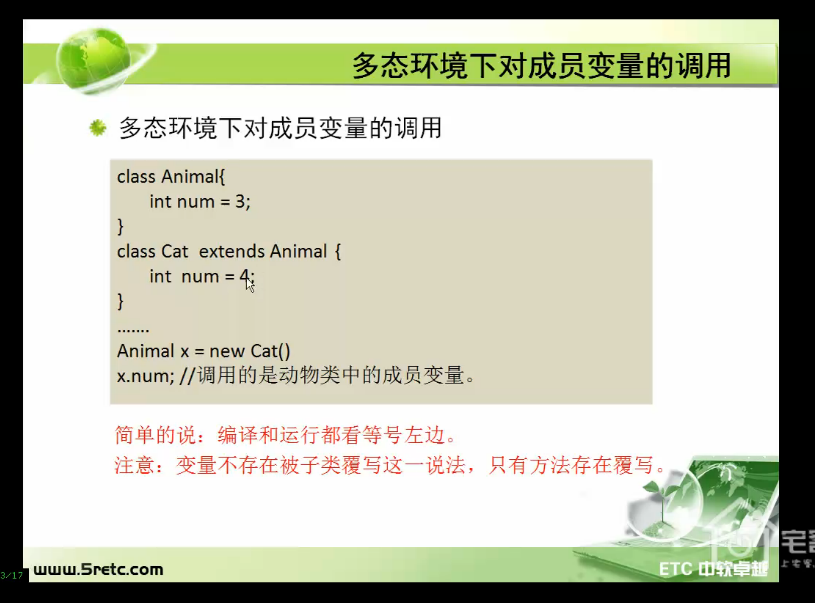 多态环境下对成员变量的调用
多态环境下对成员变量的调用
class Animal{
int num = 3;
}
class Cat extends Animal {
int num = 4;
}
.......
Animal x = new Cat()
x.num; //调用的是动物类中的成员变量。
简单的说：编译和运行都看等号左边。
注意：变量不存在被子类覆写这一说法，只有方法存在覆写。
3/17
www.5retc.com
ETC 中软卓越